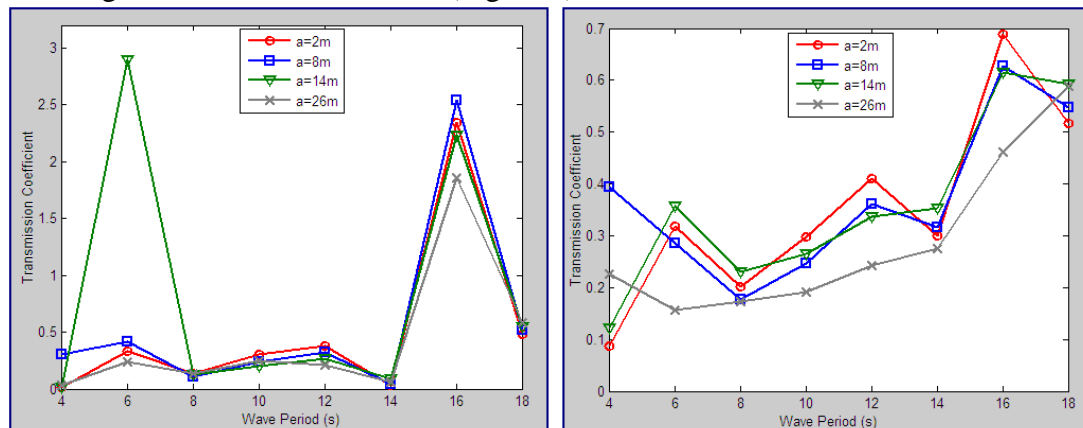 a=2m
a=8m
a=14m
a=26m
Transmission Coefficient
3
2.5
2
1.5
1
0.5
0
4 6 8 10 12 14 16 18
Wave Period (s)
a=2m
a=8m
a=14m
a=26m
Transmission Coefficient
0.7
0.6
0.5
0.4
0.3
0.2
0.1
0
4 6 8 10 12 14 16 18
Wave Period (s)